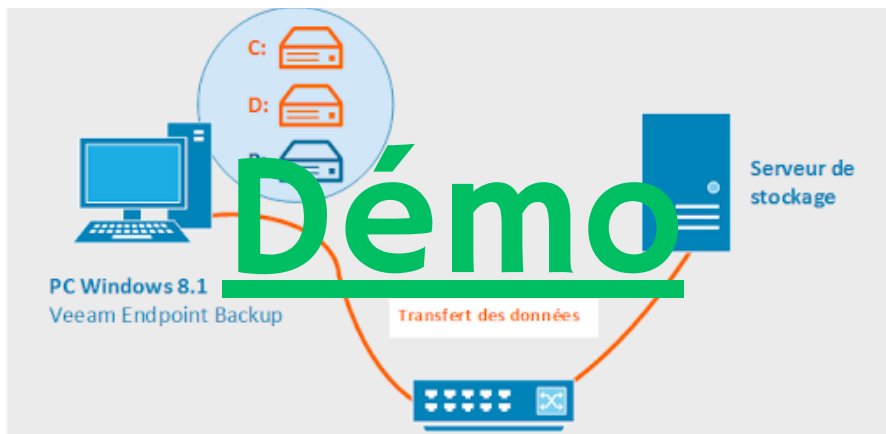 C:
D:
Démo
Serveur de
stockage
PC Windows 8.1
Veeam Endpoint Backup
Transfert des données